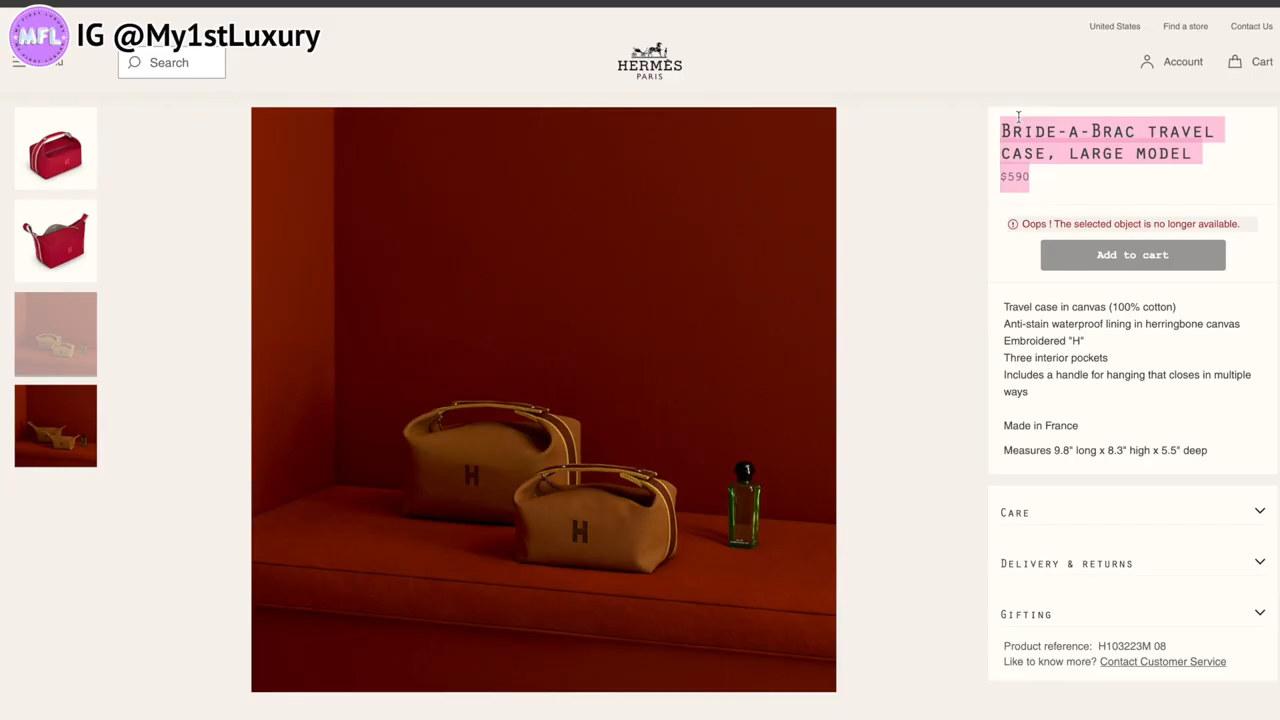 MY FIRST LUXURY
MFL
IG @My1stLuxury
United States
Find a store
Contact Us
Search
HERMÈS
PARIS
Account
Cart
Bride-a-Brac travel
case, large model
$590
Oops ! The selected object is no longer available.
Add to cart
Travel case in canvas (100% cotton)
Anti-stain waterproof lining in herringbone canvas
Embroidered "H"
Three interior pockets
Includes a handle for hanging that closes in multiple
ways
Made in France
Measures 9.8" long x 8.3" high x 5.5" deep
H
H
Care
Delivery & returns
Gifting
Product reference: H103223M 08
Like to know more? Contact Customer Service